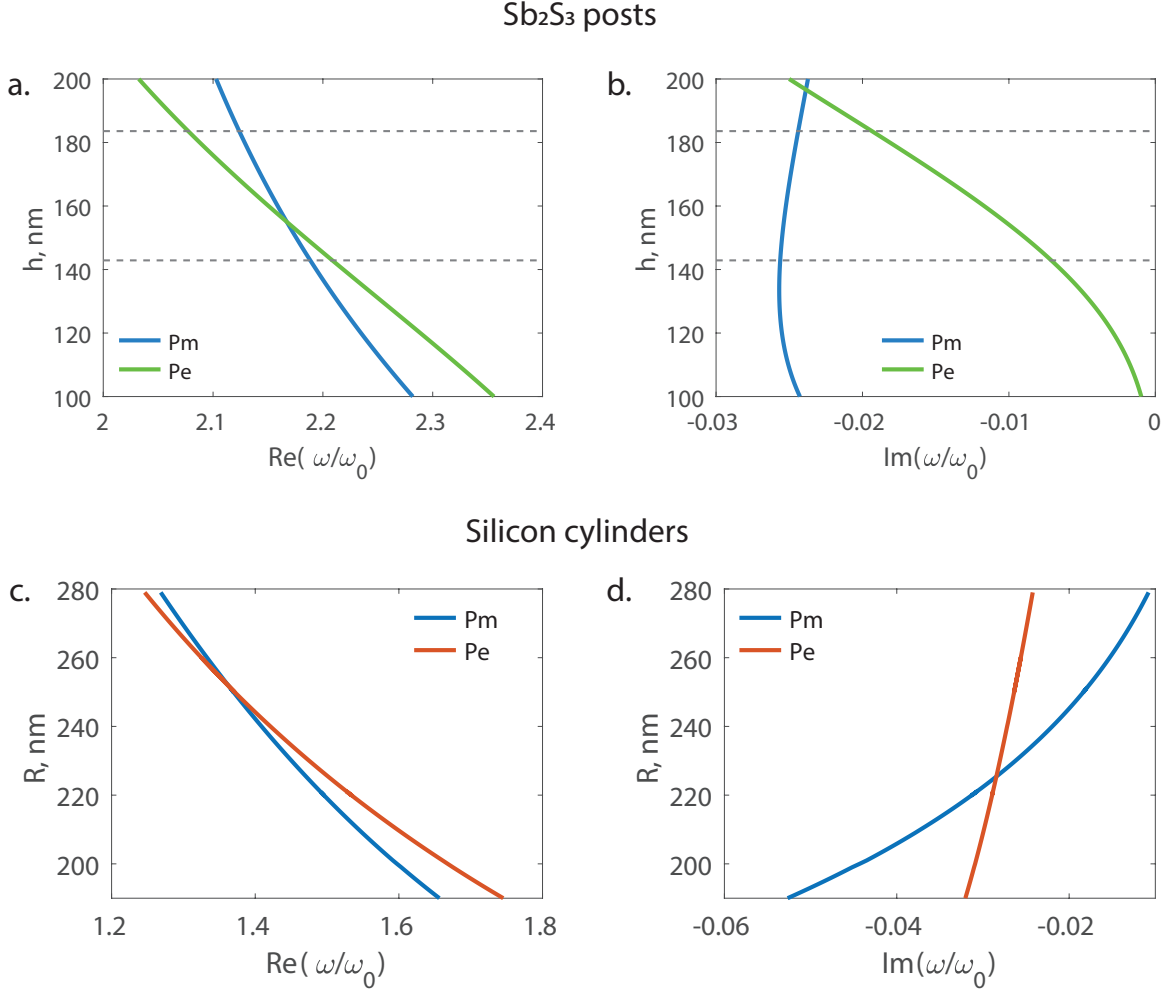 Sb₂S₃ posts
a.
200
180
160
140
120
100
h, nm
Pm
Pe
2 2.1 2.2 2.3 2.4
Re( ω/ω₀)
b.
200
180
160
140
120
100
h, nm
Pm
Pe
-0.03 -0.02 -0.01 0
Im(ω/ω₀)
Silicon cylinders
c.
280
260
240
220
200
R, nm
Pm
Pe
1.2 1.4 1.6 1.8
Re( ω/ω₀)
d.
280
260
240
220
200
R, nm
Pm
Pe
-0.06 -0.04 -0.02
Im(ω/ω₀)